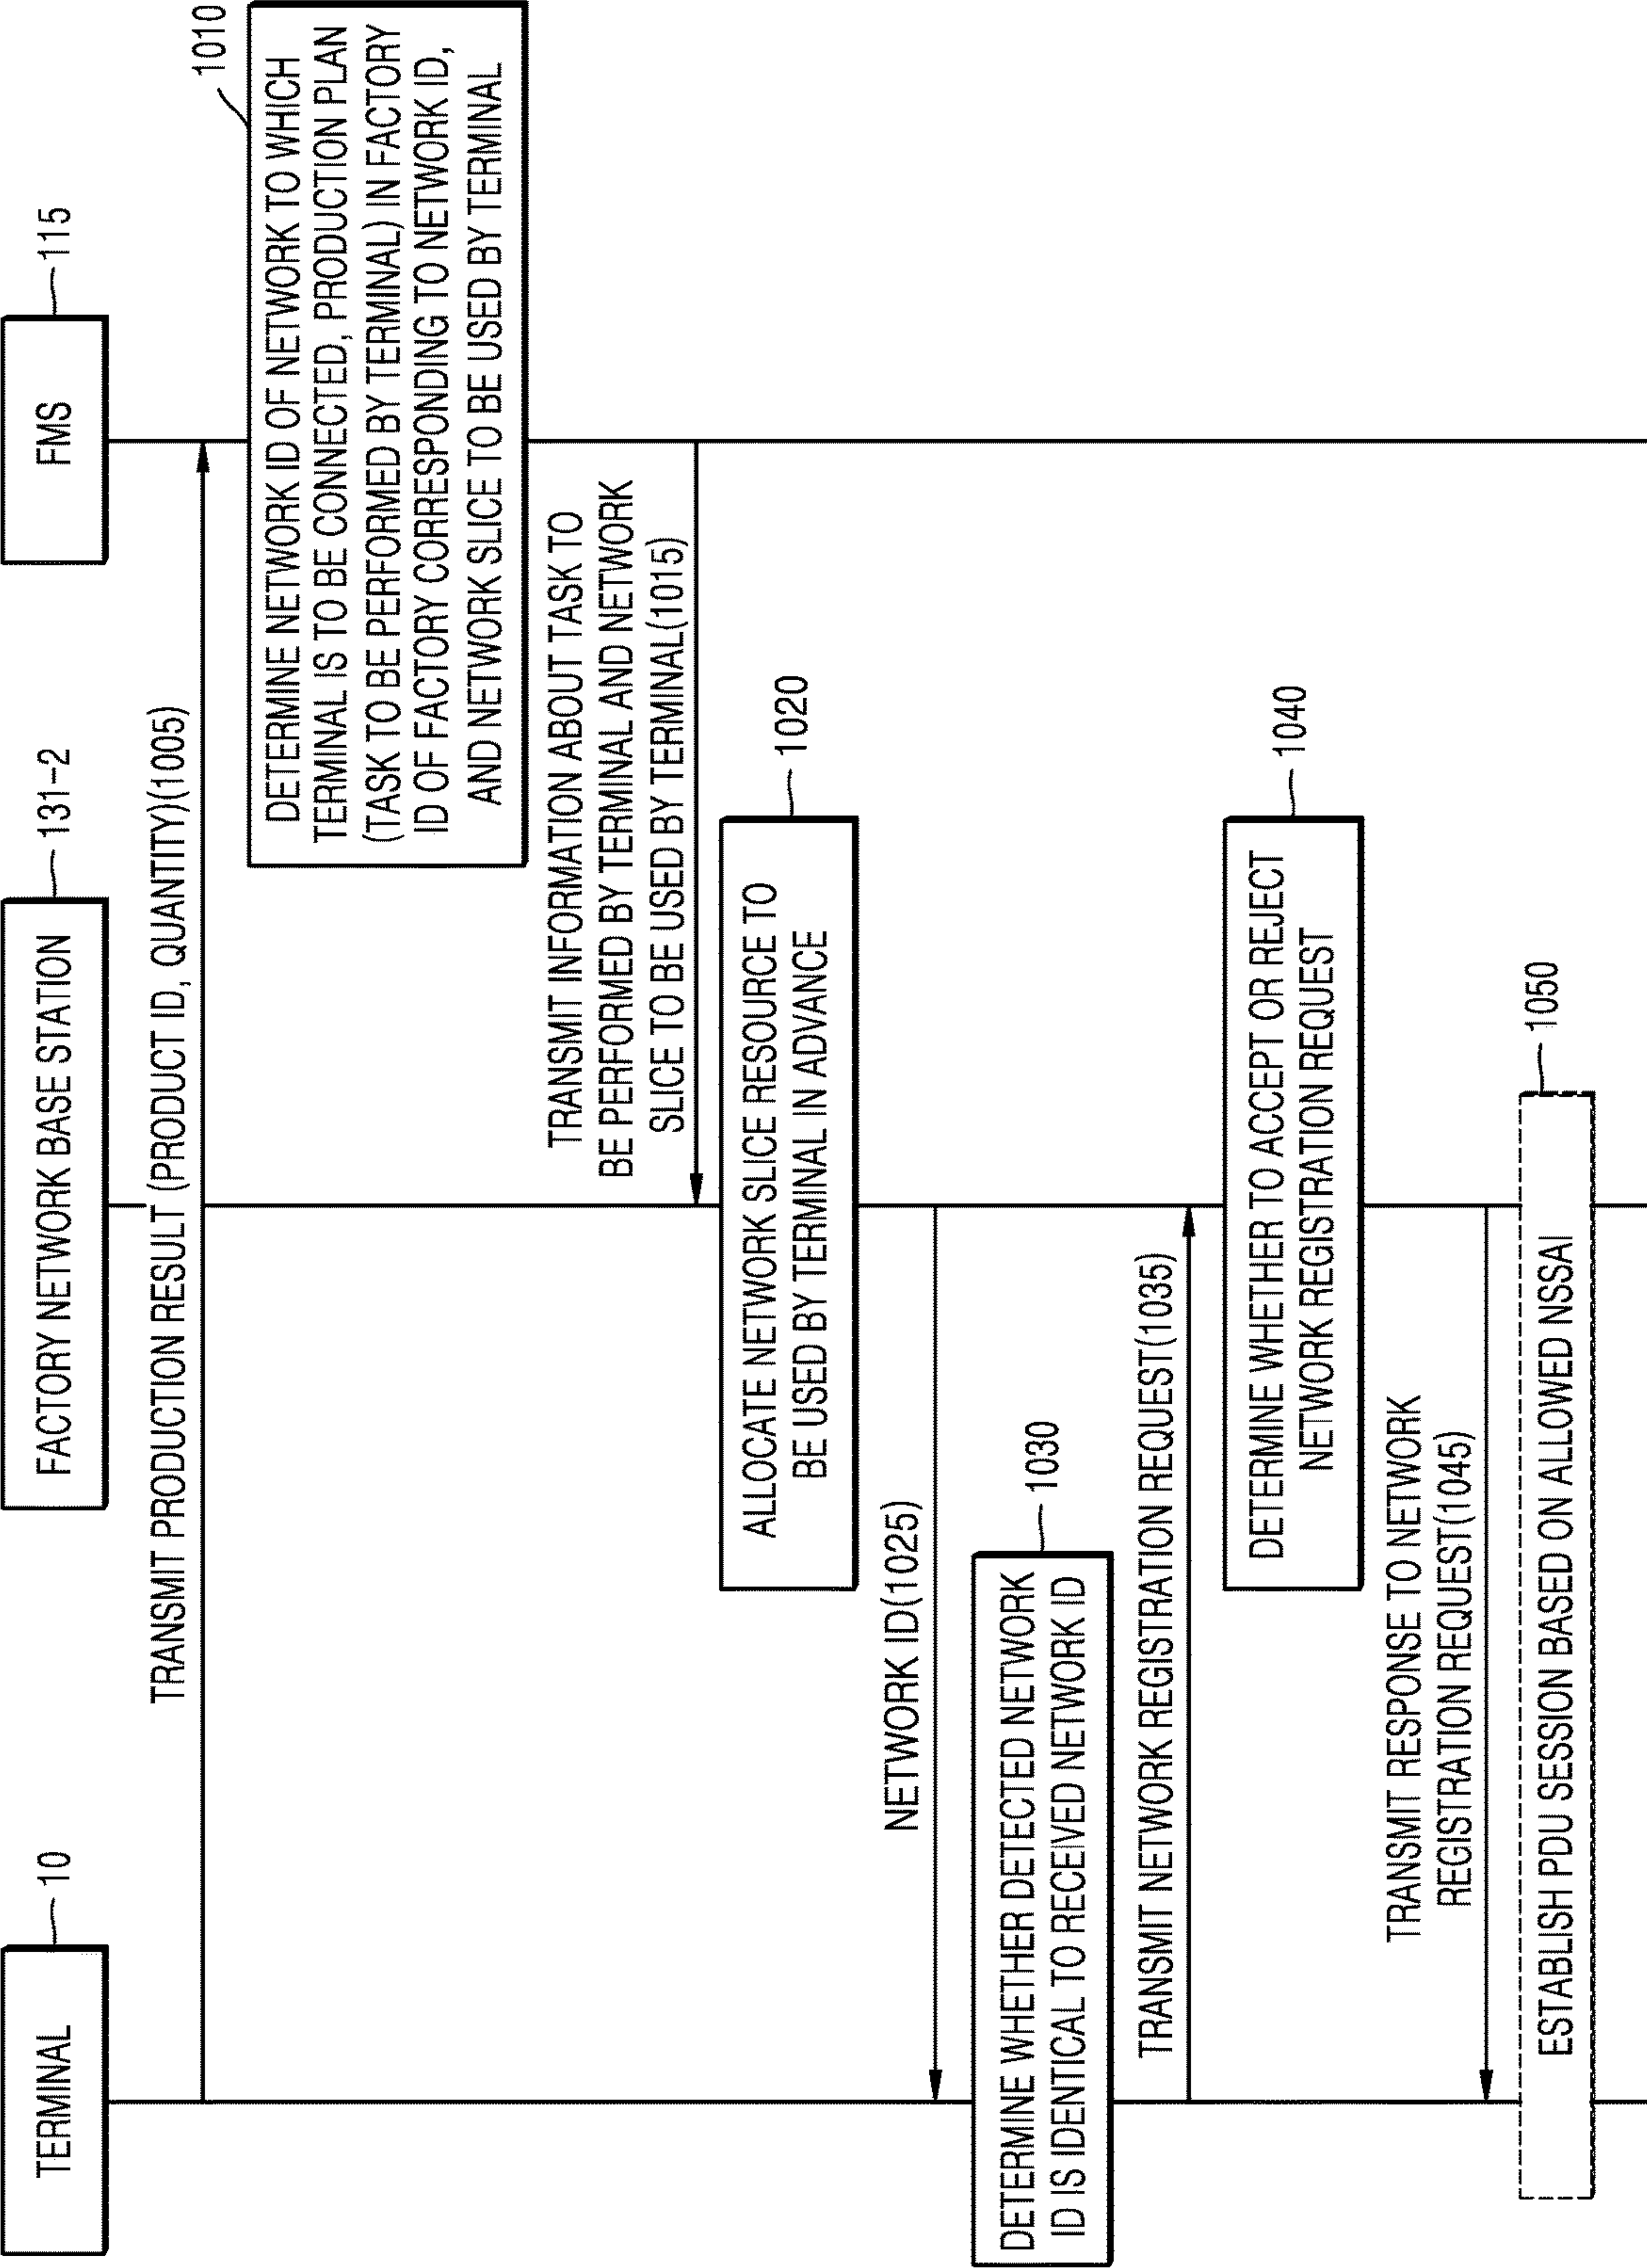 TERMINAL
10
FACTORY NETWORK BASE STATION
131-2
FMS
115
TRANSMIT PRODUCTION RESULT (PRODUCT ID, QUANTITY)(1005)
1010
DETERMINE NETWORK ID OF NETWORK TO WHICH
TERMINAL IS TO BE CONNECTED, PRODUCTION PLAN
(TASK TO BE PERFORMED BY TERMINAL) IN FACTORY
ID OF FACTORY CORRESPONDING TO NETWORK ID,
AND NETWORK SLICE TO BE USED BY TERMINAL
TRANSMIT INFORMATION ABOUT TASK TO
BE PERFORMED BY TERMINAL AND NETWORK
SLICE TO BE USED BY TERMINAL(1015)
1020
ALLOCATE NETWORK SLICE RESOURCE TO
BE USED BY TERMINAL IN ADVANCE
NETWORK ID(1025)
1030
DETERMINE WHETHER DETECTED NETWORK
ID IS IDENTICAL TO RECEIVED NETWORK ID
TRANSMIT NETWORK REGISTRATION REQUEST(1035)
1040
DETERMINE WHETHER TO ACCEPT OR REJECT
NETWORK REGISTRATION REQUEST
TRANSMIT RESPONSE TO NETWORK
REGISTRATION REQUEST(1045)
1050
ESTABLISH PDU SESSION BASED ON ALLOWED NSSAI